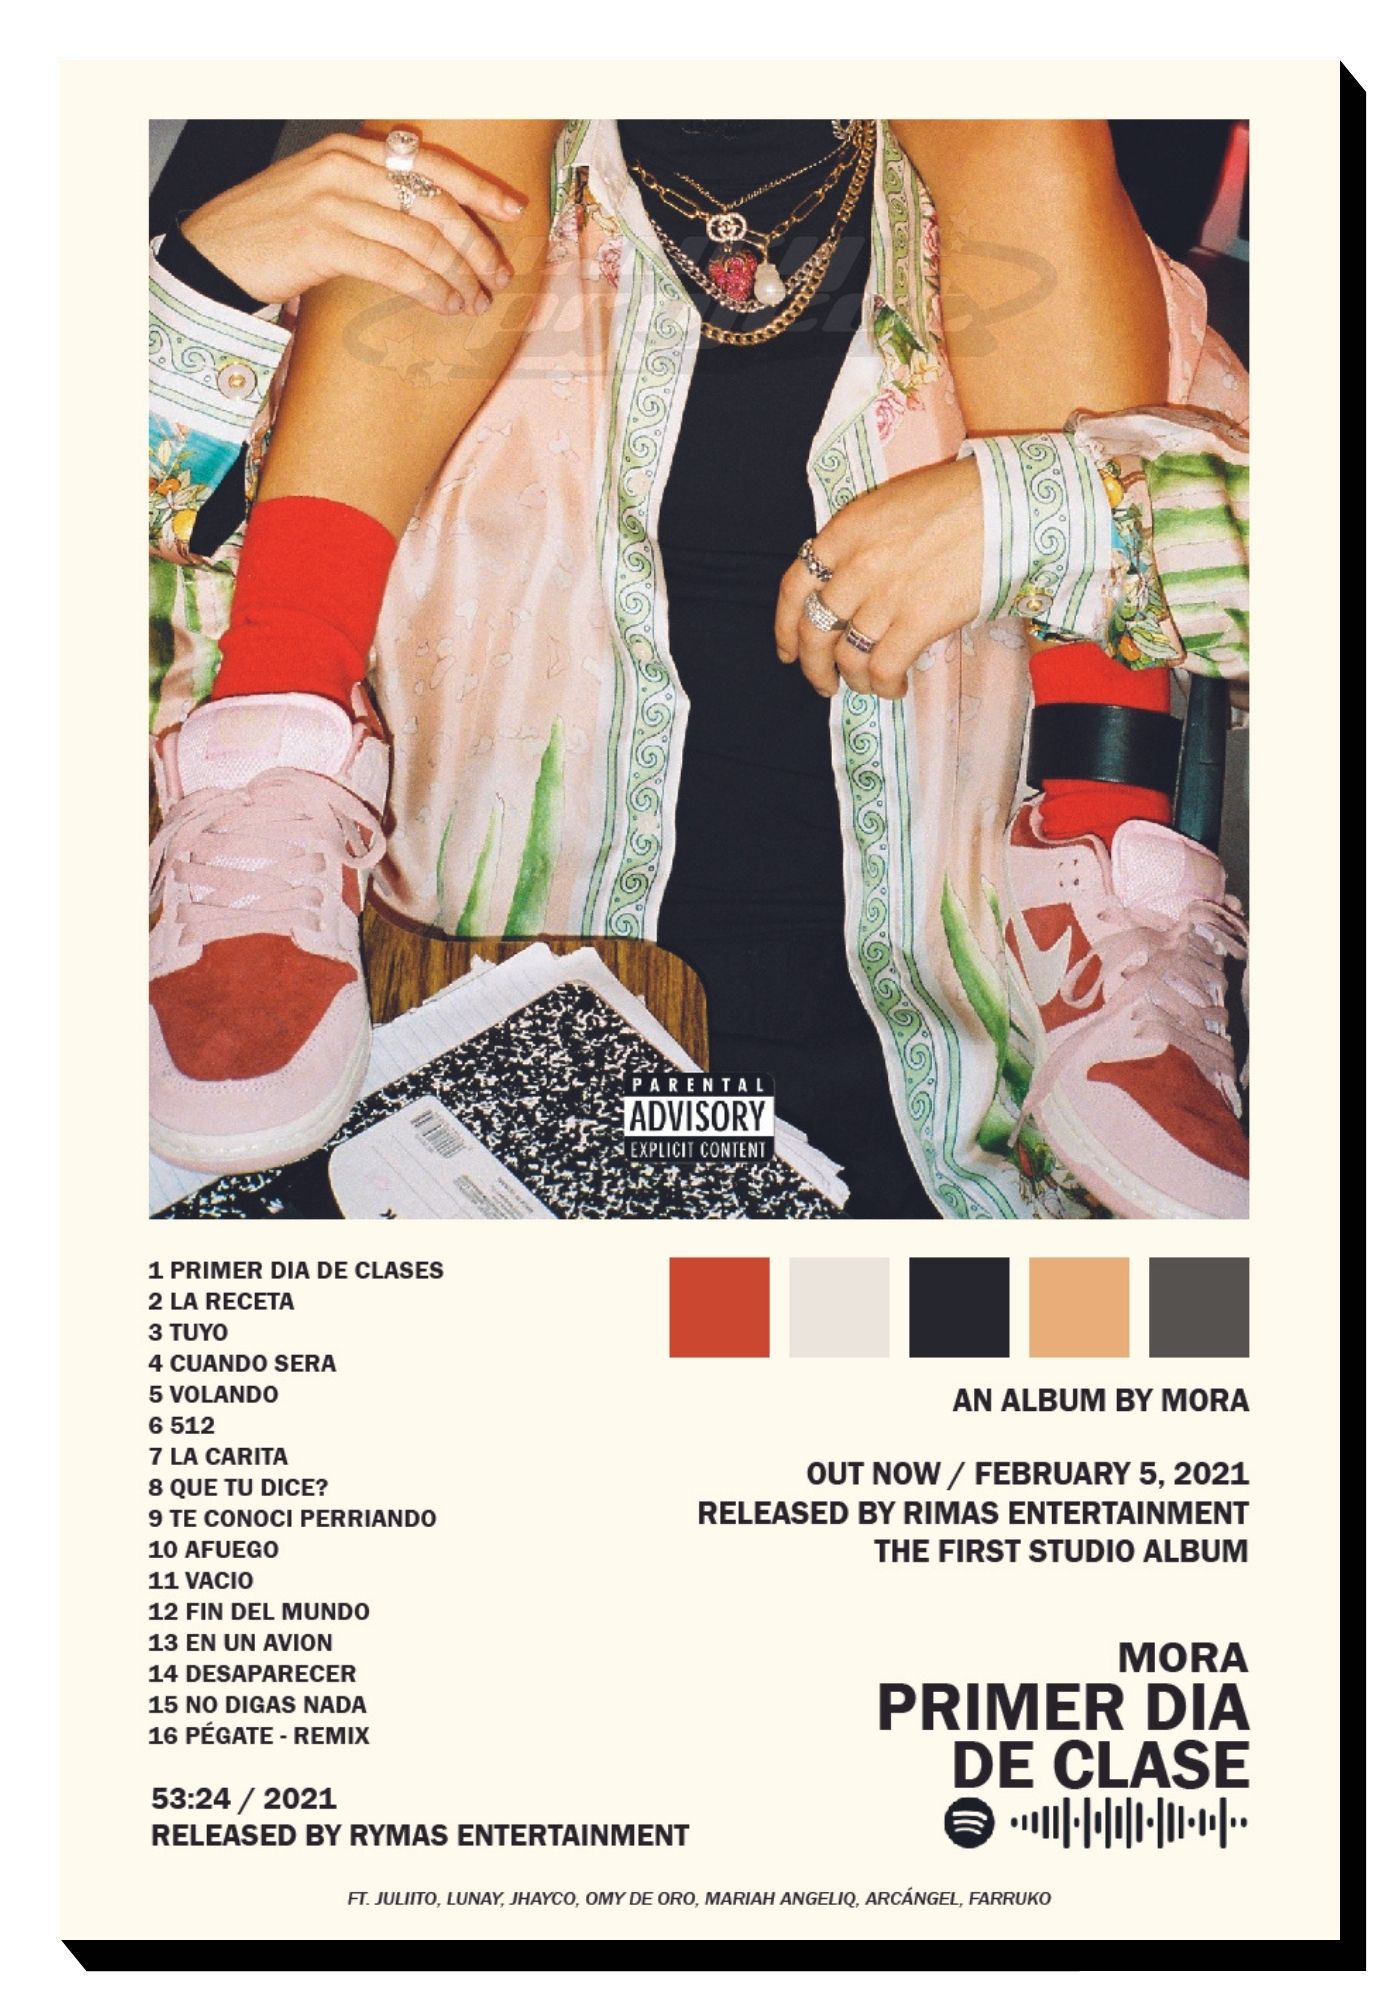 PARENTAL
ADVISORY
EXPLICIT CONTENT
1 PRIMER DIA DE CLASES
2 LA RECETA
3 TUYO
4 CUANDO SERA
5 VOLANDO
6 512
7 LA CARITA
8 QUE TU DICE?
9 TE CONOCI PERRIANDO
10 AFUEGO
11 VACIO
12 FIN DEL MUNDO
13 EN UN AVION
14 DESAPARECER
15 NO DIGAS NADA
16 PÉGATE - REMIX
53:24 / 2021
RELEASED BY RYMAS ENTERTAINMENT
AN ALBUM BY MORA
OUT NOW / FEBRUARY 5, 2021
RELEASED BY RIMAS ENTERTAINMENT
THE FIRST STUDIO ALBUM
MORA
PRIMER DIA
DE CLASE
FT. JULIITO, LUNAY, JHAYCO, OMY DE ORO, MARIAH ANGELIQ, ARCÁNGEL, FARRUKO